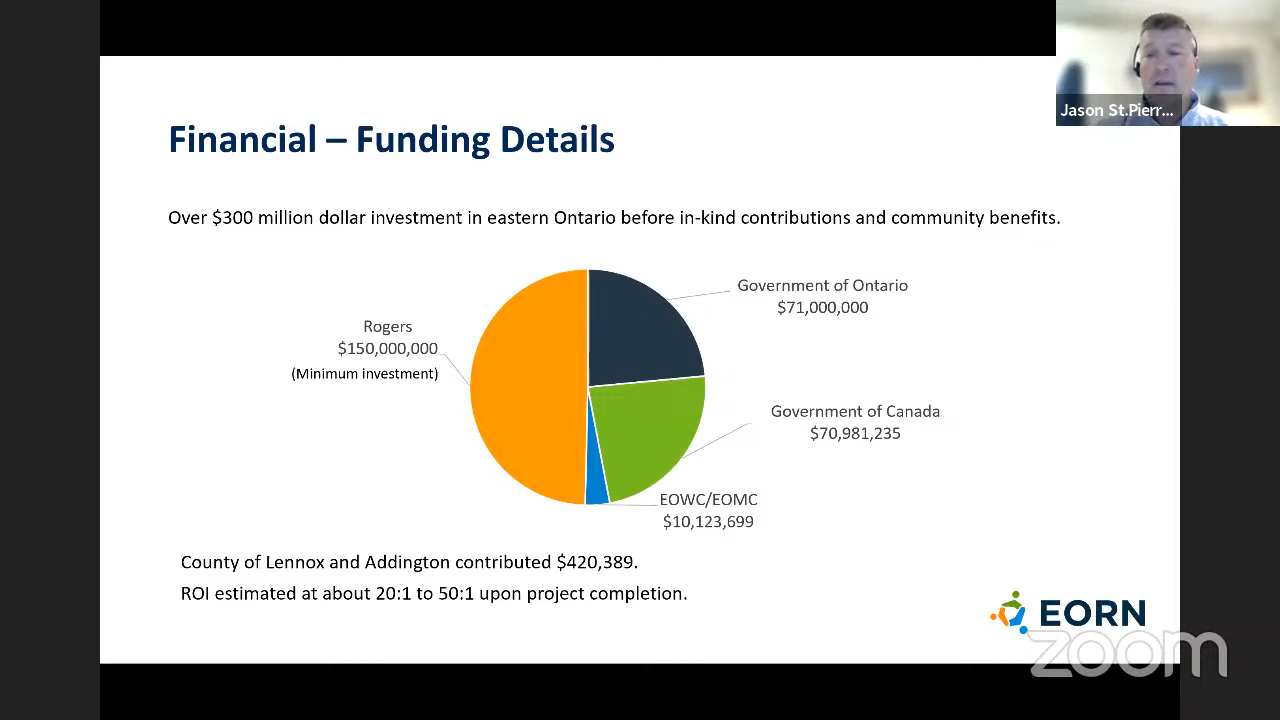 Jason St.Pierr...
Financial – Funding Details
Over $300 million dollar investment in eastern Ontario before in-kind contributions and community benefits.
Government of Ontario
$71,000,000
Rogers
$150,000,000
(Minimum investment)
Government of Canada
$70,981,235
EOWC/EOMC
$10,123,699
County of Lennox and Addington contributed $420,389.
ROI estimated at about 20:1 to 50:1 upon project completion.
EORN
zoom